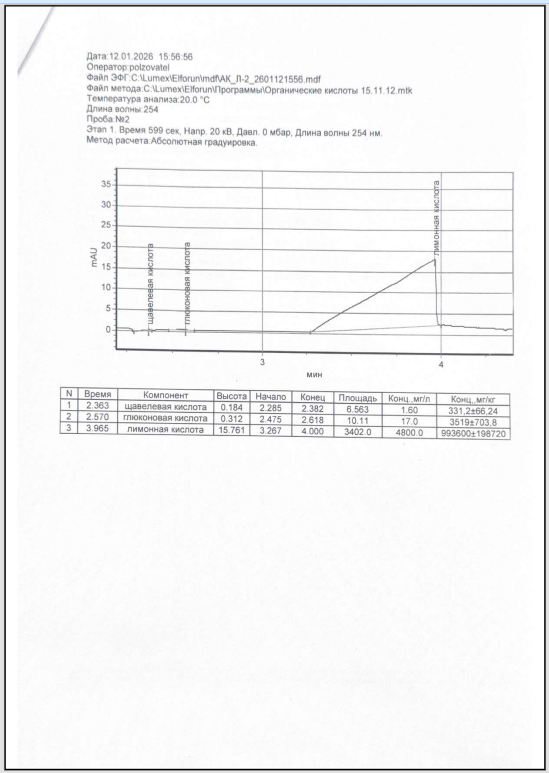 Дата:12.01.2026 15:56:56
Оператор:polzovatel
Файл ЭФГ:C:\Lumex\Elforun\mdf\АК_Л-2_2601121556.mdf
Файл метода:C:\Lumex\Elforun\Программы\Органические кислоты 15.11.12.mtk
Температура анализа:20.0 °C
Длина волны:254
Проба:№2
Этап 1. Время 599 сек, Напр. 20 кВ, Давл. 0 мбар, Длина волны 254 нм.
Метод расчета:Абсолютная градуировка.
35
30
25
20
15
10
5
0
mAU
щавелевая кислота
глюконовая кислота
лимонная кислота
3
4
мин
N Время Компонент Высота Начало Конец Площадь Конц.,мг/л Конц.,мг/кг
1 2.363 щавелевая кислота 0.184 2.285 2.382 6.563 1.60 331,2±66,24
2 2.570 глюконовая кислота 0.312 2.475 2.618 10.11 17.0 3519±703,8
3 3.965 лимонная кислота 15.761 3.267 4.000 3402.0 4800.0 993600±198720